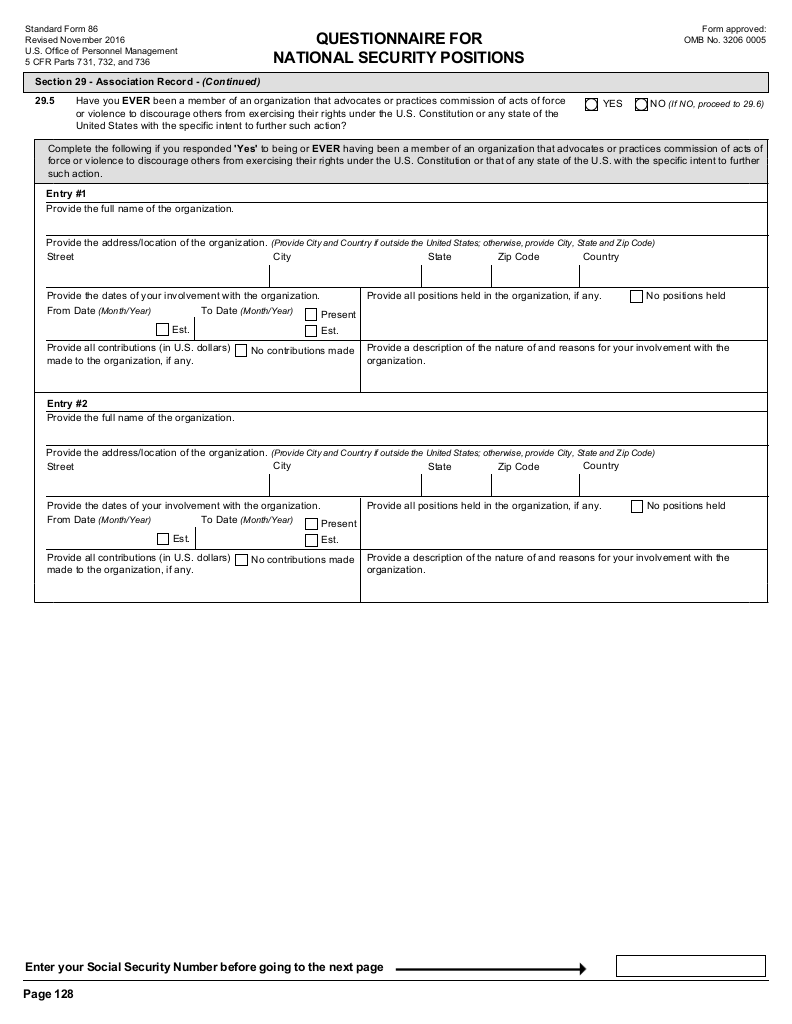 Standard Form 86
Revised November 2016
U.S. Office of Personnel Management
5 CFR Parts 731, 732, and 736
QUESTIONNAIRE FOR
NATIONAL SECURITY POSITIONS
Form approved:
OMB No. 3206 0005
Section 29 - Association Record - (Continued)
29.5 Have you EVER been a member of an organization that advocates or practices commission of acts of force
or violence to discourage others from exercising their rights under the U.S. Constitution or any state of the
United States with the specific intent to further such action?
YES NO (If NO, proceed to 29.6)
Complete the following if you responded 'Yes' to being or EVER having been a member of an organization that advocates or practices commission of acts of
force or violence to discourage others from exercising their rights under the U.S. Constitution or that of any state of the U.S. with the specific intent to further
such action.
Entry #1
Provide the full name of the organization.
Provide the address/location of the organization. (Provide City and Country if outside the United States; otherwise, provide City, State and Zip Code)
Street City State Zip Code Country
Provide the dates of your involvement with the organization.
From Date (Month/Year) To Date (Month/Year) Present
Est. Est.
Provide all positions held in the organization, if any. No positions held
Provide all contributions (in U.S. dollars) No contributions made
made to the organization, if any.
Provide a description of the nature of and reasons for your involvement with the
organization.
Entry #2
Provide the full name of the organization.
Provide the address/location of the organization. (Provide City and Country if outside the United States; otherwise, provide City, State and Zip Code)
Street City State Zip Code Country
Provide the dates of your involvement with the organization.
From Date (Month/Year) To Date (Month/Year) Present
Est. Est.
Provide all positions held in the organization, if any. No positions held
Provide all contributions (in U.S. dollars) No contributions made
made to the organization, if any.
Provide a description of the nature of and reasons for your involvement with the
organization.
Enter your Social Security Number before going to the next page
Page 128